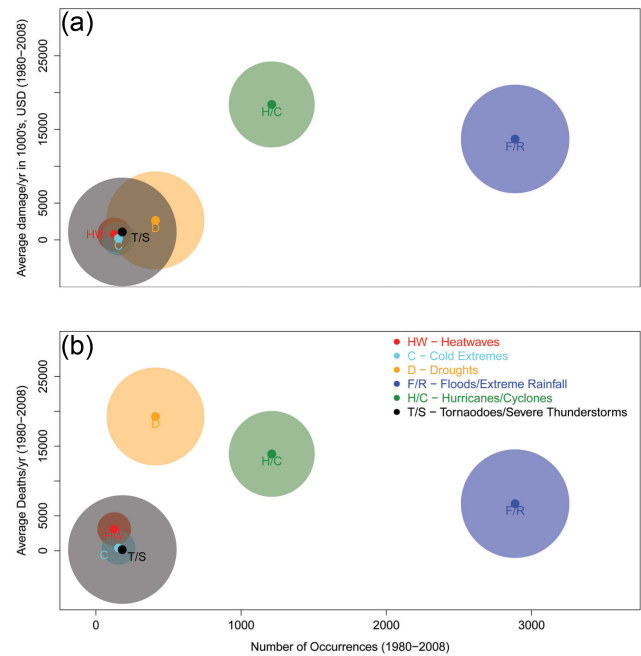 (a)
Average damage/yr in 1000's, USD (1980−2008)
25000
15000
5000
0
H/C
F/R
D
HW
T/S
C
(b)
Average Deaths/yr (1980−2008)
25000
15000
5000
0
HW − Heatwaves
C − Cold Extremes
D − Droughts
F/R − Floods/Extreme Rainfall
H/C − Hurricanes/Cyclones
T/S − Tornaodoes/Severe Thunderstorms
D
H/C
F/R
HW
C
T/S
0
1000
2000
3000
Number of Occurrences (1980−2008)